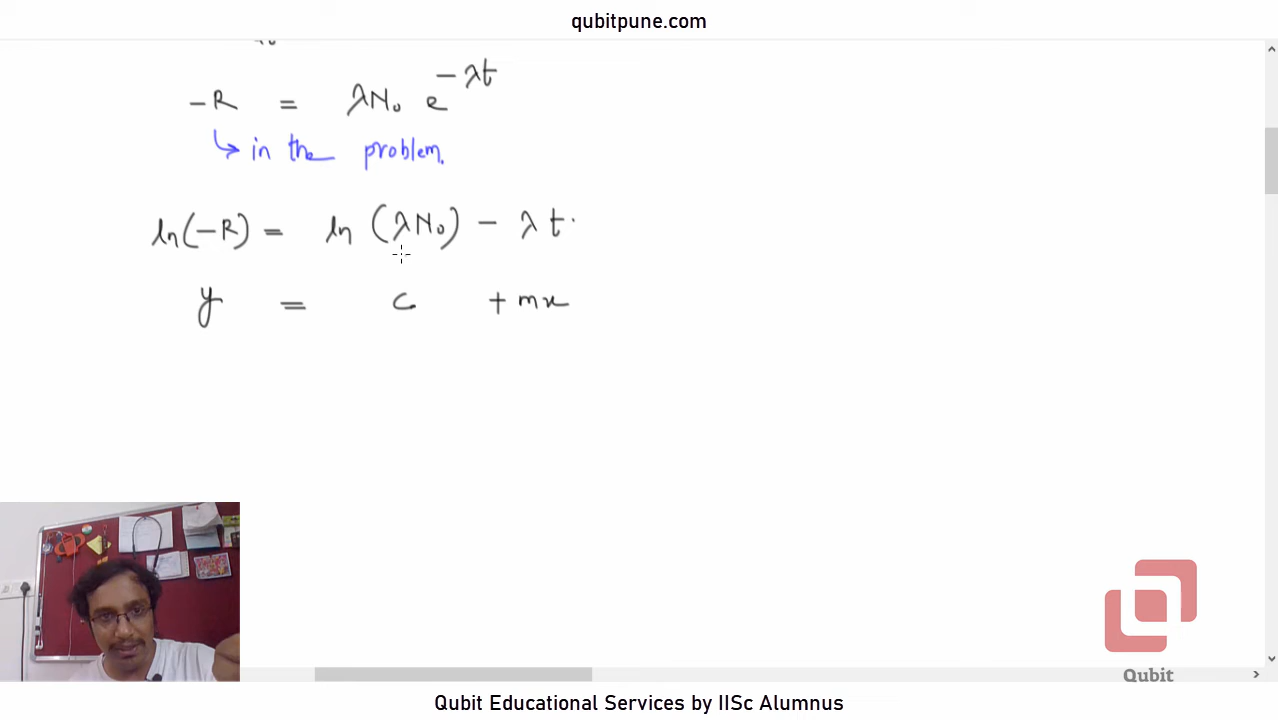 qubitpune.com
-R = λN₀ e^{-λt}
↳ in the problem.
ln(-R) = ln (λN₀) - λt.
y = c + mx
Qubit
Qubit Educational Services by IISc Alumnus